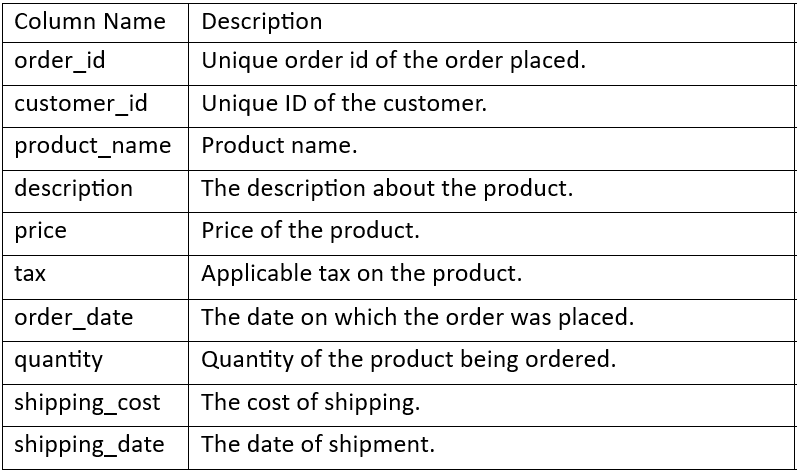 Column Name Description
order_id Unique order id of the order placed.
customer_id Unique ID of the customer.
product_name Product name.
description The description about the product.
price Price of the product.
tax Applicable tax on the product.
order_date The date on which the order was placed.
quantity Quantity of the product being ordered.
shipping_cost The cost of shipping.
shipping_date The date of shipment.